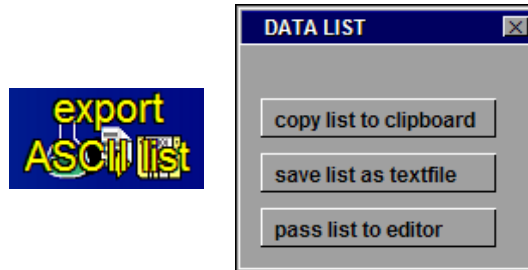 export
ASCII list
DATA LIST
copy list to clipboard
save list as textfile
pass list to editor